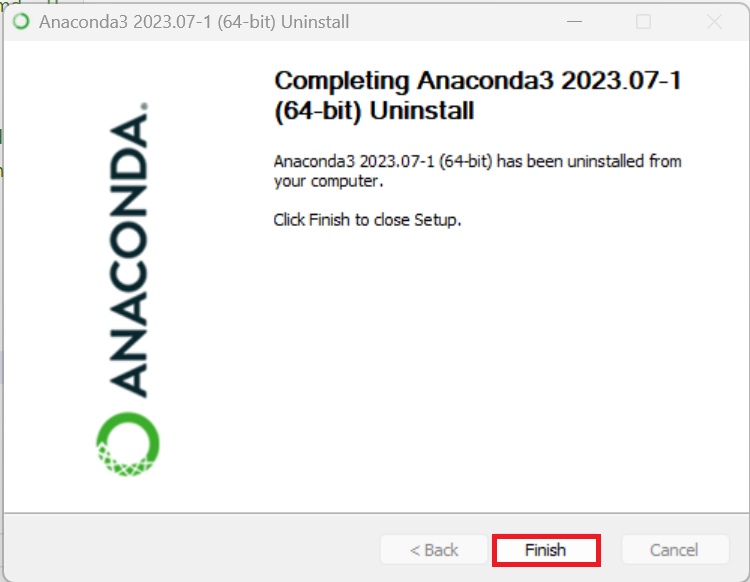 Anaconda3 2023.07-1 (64-bit) Uninstall
Completing Anaconda3 2023.07-1
(64-bit) Uninstall
Anaconda3 2023.07-1 (64-bit) has been uninstalled from
your computer.
Click Finish to close Setup.
ANACONDA.
< Back
Finish
Cancel